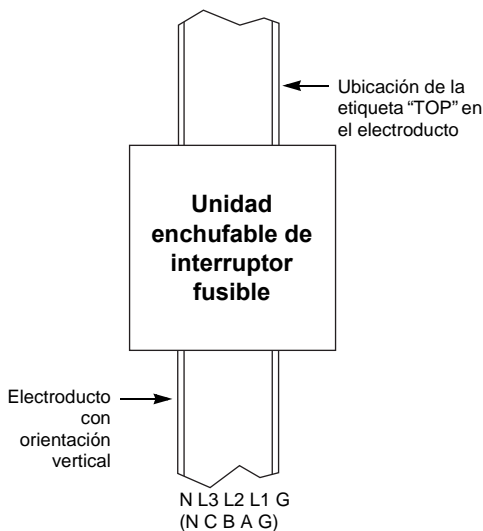 Ubicación de la
etiqueta “TOP” en
el electroducto
Unidad
enchufable de
interruptor
fusible
Electroducto
con
orientación
vertical
N L3 L2 L1 G
(N C B A G)